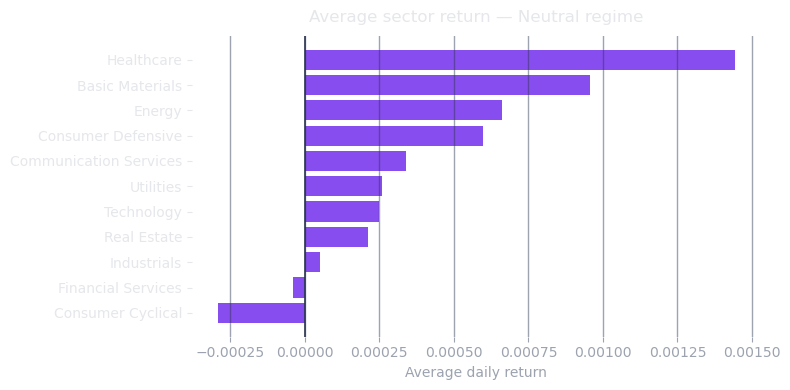 Average sector return — Neutral regime
Healthcare
Basic Materials
Energy
Consumer Defensive
Communication Services
Utilities
Technology
Real Estate
Industrials
Financial Services
Consumer Cyclical
−0.00025 0.00000 0.00025 0.00050 0.00075 0.00100 0.00125 0.00150
Average daily return